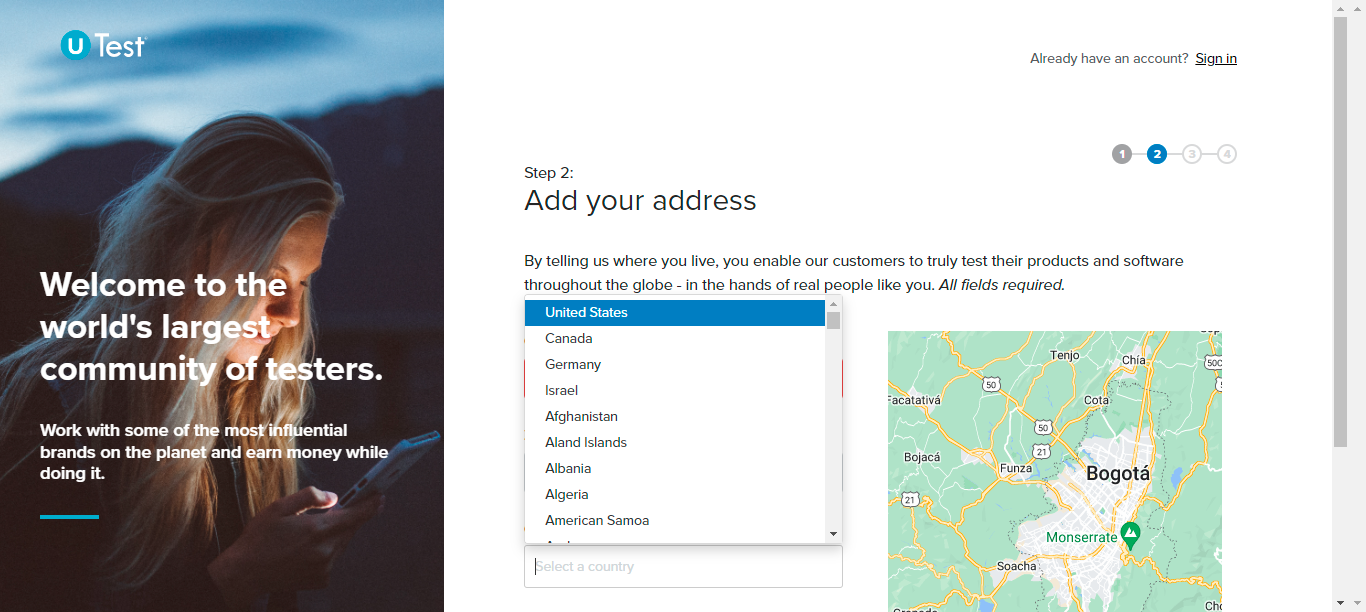 U Test
Already have an account? Sign in
1 2 3 4
Step 2:
Add your address
By telling us where you live, you enable our customers to truly test their products and software
throughout the globe - in the hands of real people like you. All fields required.
Welcome to the
world's largest
community of testers.
Work with some of the most influential
brands on the planet and earn money while
doing it.
United States
Canada
Germany
Israel
Afghanistan
Aland Islands
Albania
Algeria
American Samoa
Select a country
Tenjo
Chía
50
Facatativá
Cota
50
21
Bojacá
Funza
Bogotá
21
Monserrate
Soacha